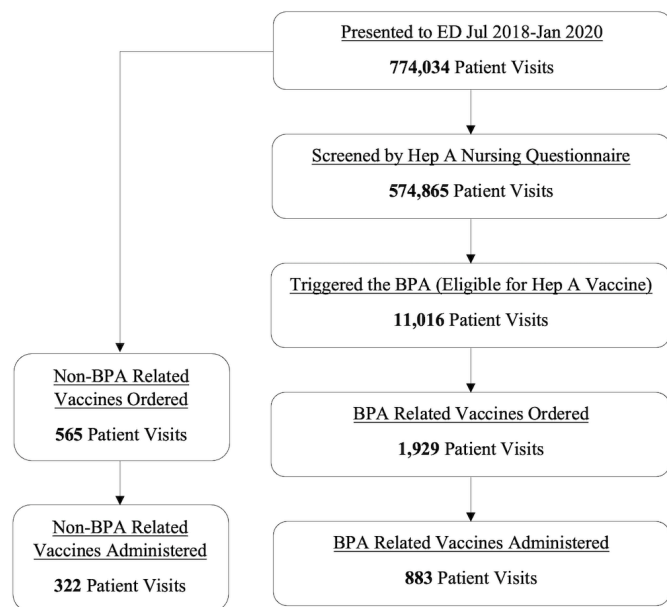 Presented to ED Jul 2018-Jan 2020
774,034 Patient Visits
Screened by Hep A Nursing Questionnaire
574,865 Patient Visits
Triggered the BPA (Eligible for Hep A Vaccine)
11,016 Patient Visits
Non-BPA Related
Vaccines Ordered
565 Patient Visits
BPA Related Vaccines Ordered
1,929 Patient Visits
Non-BPA Related
Vaccines Administered
322 Patient Visits
BPA Related Vaccines Administered
883 Patient Visits